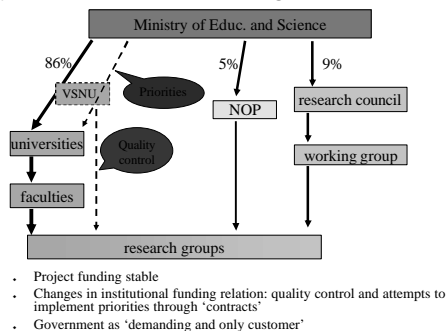 Ministry of Educ. and Science
86%
5%
9%
VSNU
Priorities
NOP
research council
universities
Quality
control
working group
faculties
research groups
. Project funding stable
. Changes in institutional funding relation: quality control and attempts to
implement priorities through ‘contracts’
. Government as ‘demanding and only customer’